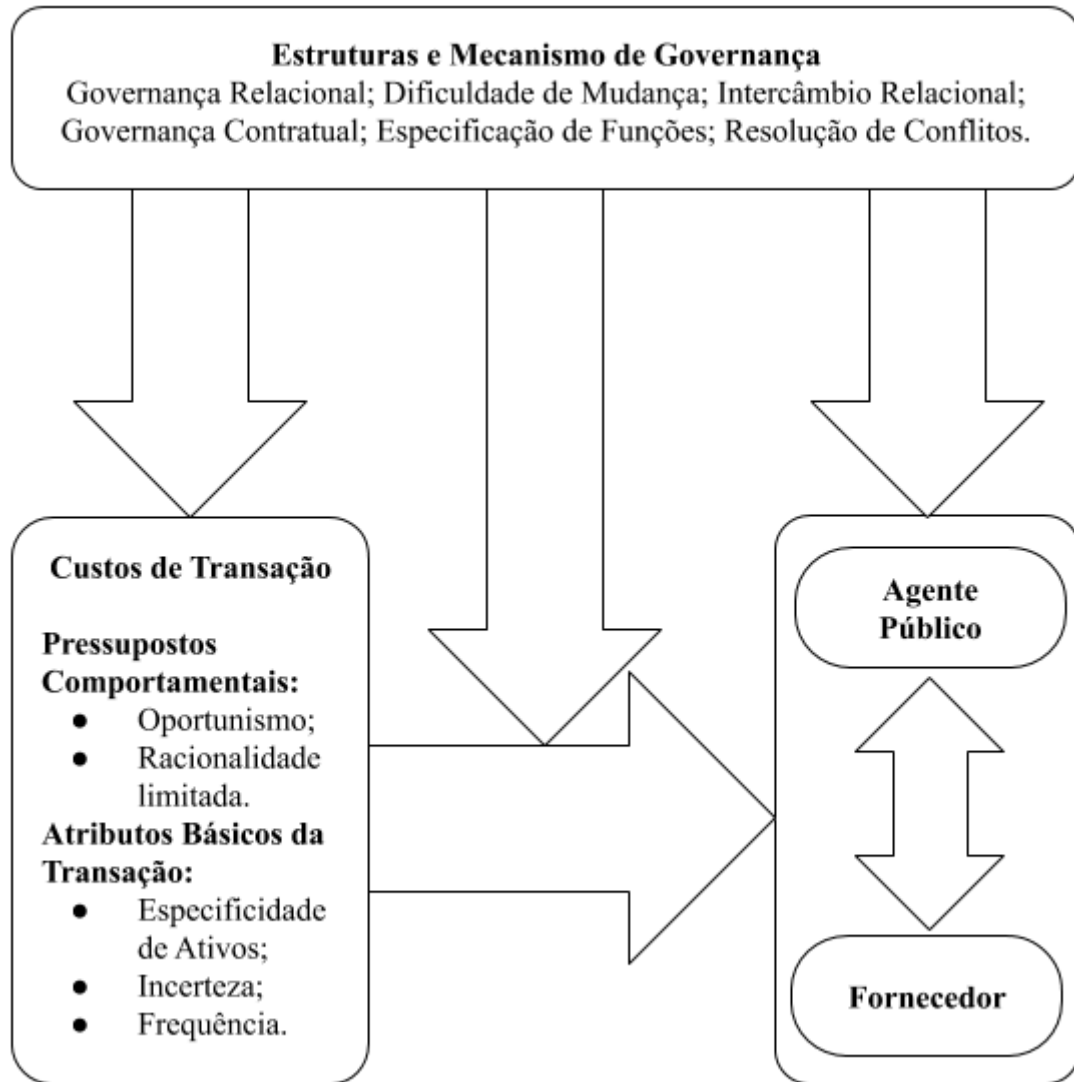 Estruturas e Mecanismo de Governança
Governança Relacional; Dificuldade de Mudança; Intercâmbio Relacional;
Governança Contratual; Especificação de Funções; Resolução de Conflitos.
Custos de Transação
Pressupostos
Comportamentais:
● Oportunismo;
● Racionalidade
limitada.
Atributos Básicos da
Transação:
● Especificidade
de Ativos;
● Incerteza;
● Frequência.
Agente
Público
Fornecedor